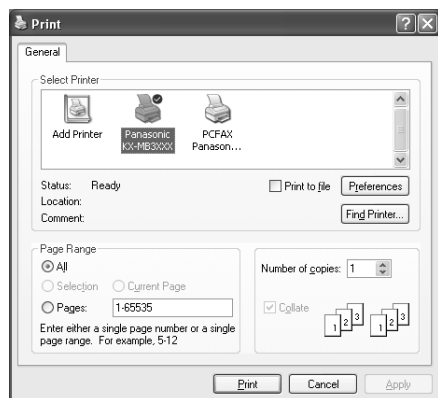 Print
General
Select Printer
Add Printer
Panasonic KX-MB3XXX
PCFAX Panason...
Status: Ready
Location:
Comment:
Print to file
Preferences
Find Printer...
Page Range
All
Selection
Current Page
Pages: 1-65535
Enter either a single page number or a single
page range. For example, 5-12
Number of copies: 1
Collate
1 2 3 1 2 3
Print
Cancel
Apply